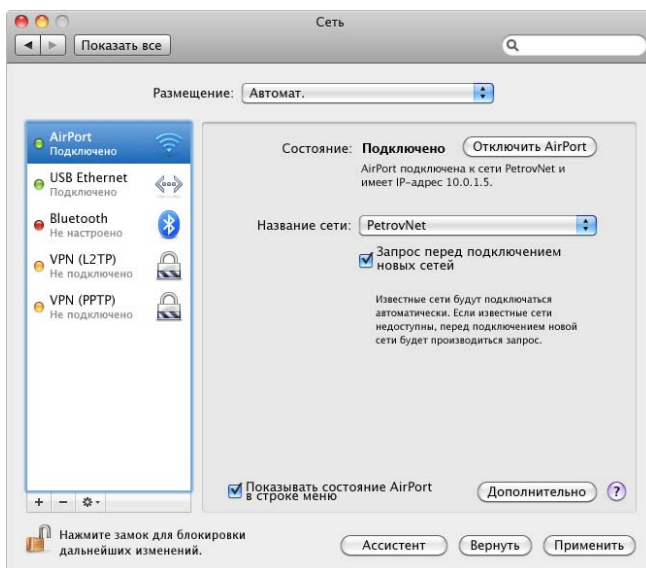 Сеть
Показать все
Размещение: Автомат.
AirPort
Подключено
USB Ethernet
Подключено
Bluetooth
Не настроено
VPN (L2TP)
Не подключено
VPN (PPTP)
Не подключено
Состояние: Подключено Отключить AirPort
AirPort подключена к сети PetrovNet и
имеет IP-адрес 10.0.1.5.
Название сети: PetrovNet
Запрос перед подключением
новых сетей
Известные сети будут подключаться
автоматически. Если известные сети
недоступны, перед подключением новой
сети будет производиться запрос.
Показывать состояние AirPort
в строке меню
Дополнительно ?
Нажмите замок для блокировки
дальнейших изменений.
Ассистент Вернуть Применить